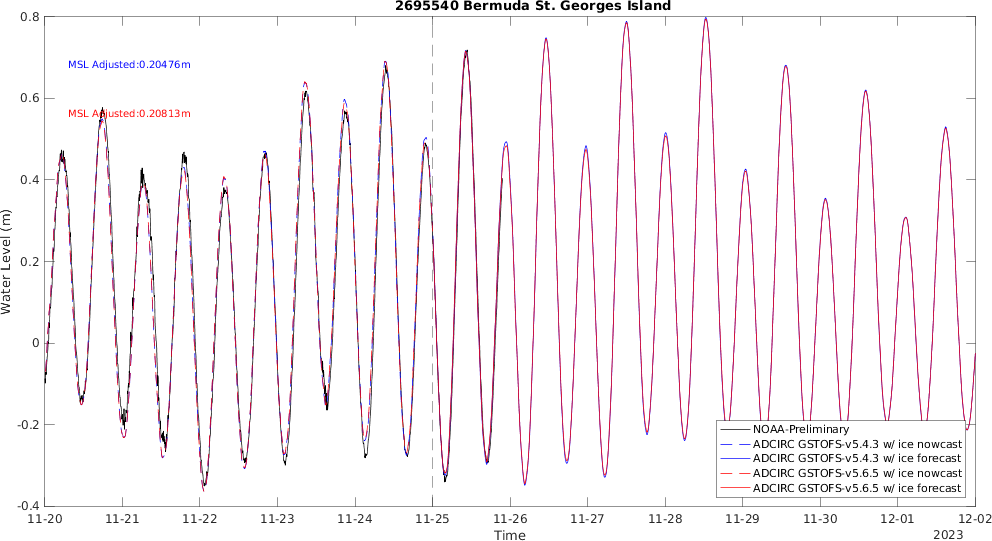 2695540 Bermuda St. Georges Island
0.8
MSL Adjusted:0.20476m
0.6
MSL Adjusted:0.20813m
0.4
Water Level (m)
0.2
0
-0.2
NOAA-Preliminary
ADCIRC GSTOFS-v5.4.3 w/ ice nowcast
ADCIRC GSTOFS-v5.4.3 w/ ice forecast
ADCIRC GSTOFS-v5.6.5 w/ ice nowcast
ADCIRC GSTOFS-v5.6.5 w/ ice forecast
-0.4
11-20 11-21 11-22 11-23 11-24 11-25 11-26 11-27 11-28 11-29 11-30 12-01 12-02
Time
2023